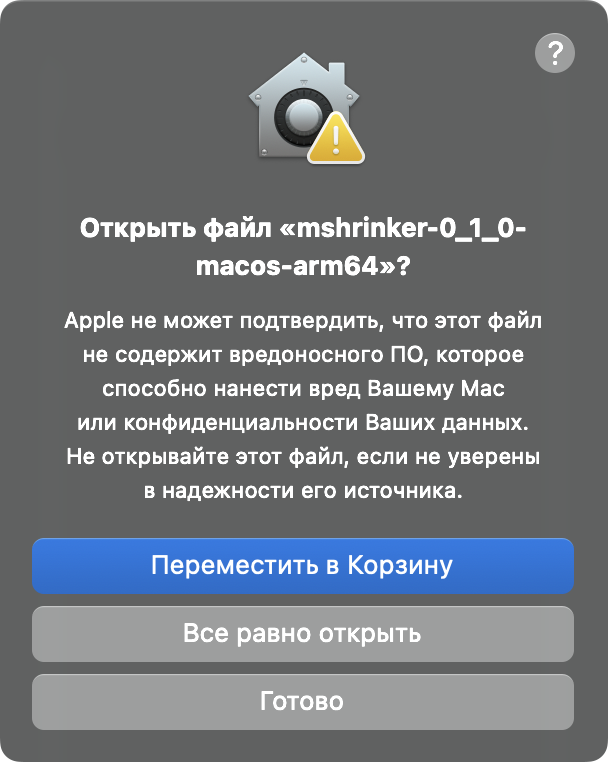 ?
Открыть файл «mshrinker-0_1_0-
macos-arm64»?
Apple не может подтвердить, что этот файл
не содержит вредоносного ПО, которое
способно нанести вред Вашему Mac
или конфиденциальности Ваших данных.
Не открывайте этот файл, если не уверены
в надежности его источника.
Переместить в Корзину
Все равно открыть
Готово